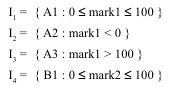 I₁ = { A1 : 0 ≤ mark1 ≤ 100 }
I₂ = { A2 : mark1 < 0 }
I₃ = { A3 : mark1 > 100 }
I₄ = { B1 : 0 ≤ mark2 ≤ 100 }